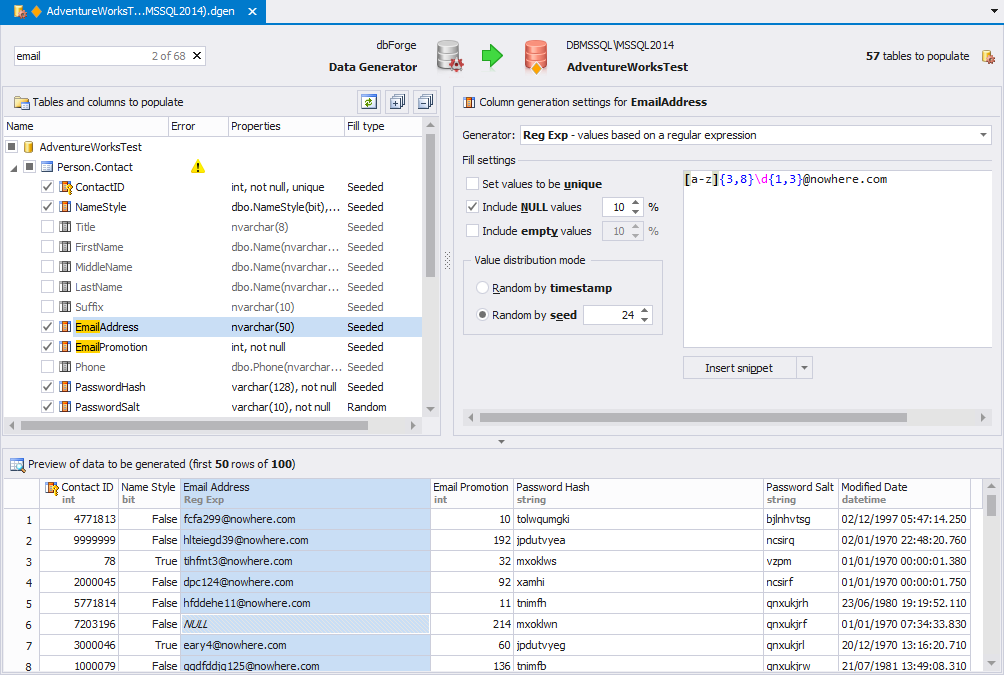 AdventureWorksT...MSSQL2014).dgen
email 2 of 68
dbForge
Data Generator
DBMSSQL\MSSQL2014
AdventureWorksTest
57 tables to populate
Tables and columns to populate
Name Error Properties Fill type
AdventureWorksTest
Person.Contact
ContactID int, not null, unique Seeded
NameStyle dbo.NameStyle(bit),... Seeded
Title nvarchar(8) Seeded
FirstName dbo.Name(nvarchar... Seeded
MiddleName dbo.Name(nvarchar... Seeded
LastName dbo.Name(nvarchar... Seeded
Suffix nvarchar(10) Seeded
EmailAddress nvarchar(50) Seeded
EmailPromotion int, not null Seeded
Phone dbo.Phone(nvarchar... Seeded
PasswordHash varchar(128), not null Seeded
PasswordSalt varchar(10), not null Random
Column generation settings for EmailAddress
Generator: Reg Exp - values based on a regular expression
Fill settings
Set values to be unique
Include NULL values 10 %
Include empty values 10 %
Value distribution mode
Random by timestamp
Random by seed 24
[a-z]{3,8}\d{1,3}@nowhere.com
Insert snippet
Preview of data to be generated (first 50 rows of 100)
Contact ID Name Style Email Address Email Promotion Password Hash Password Salt Modified Date
int bit Reg Exp int string string datetime
1 4771813 False fcfa299@nowhere.com 10 tolwqumgki bjlnhvtsg 02/12/1997 05:47:14.250
2 9999999 False hlteiegd39@nowhere.com 192 jpdutvyea ncsirq 02/01/1970 22:48:20.760
3 78 True tihfmt3@nowhere.com 32 mxoklws vzpm 01/01/1970 00:00:01.380
4 2000045 False dpc124@nowhere.com 92 xamhi ncsirf 01/01/1970 00:00:01.750
5 5771814 False hfddehe11@nowhere.com 11 tnimfh qnxukjrh 23/06/1980 19:19:52.110
6 7203196 False NULL 214 mxoklwn qnxukjrf 01/01/1970 07:34:33.830
7 3000046 True eary4@nowhere.com 60 jpdutvyeg qnxukjrl 20/12/1970 13:16:20.710
8 1000079 False gqdfddjg125@nowhere.com 136 tnimfb qnxukjrw 21/07/1981 13:49:08.310